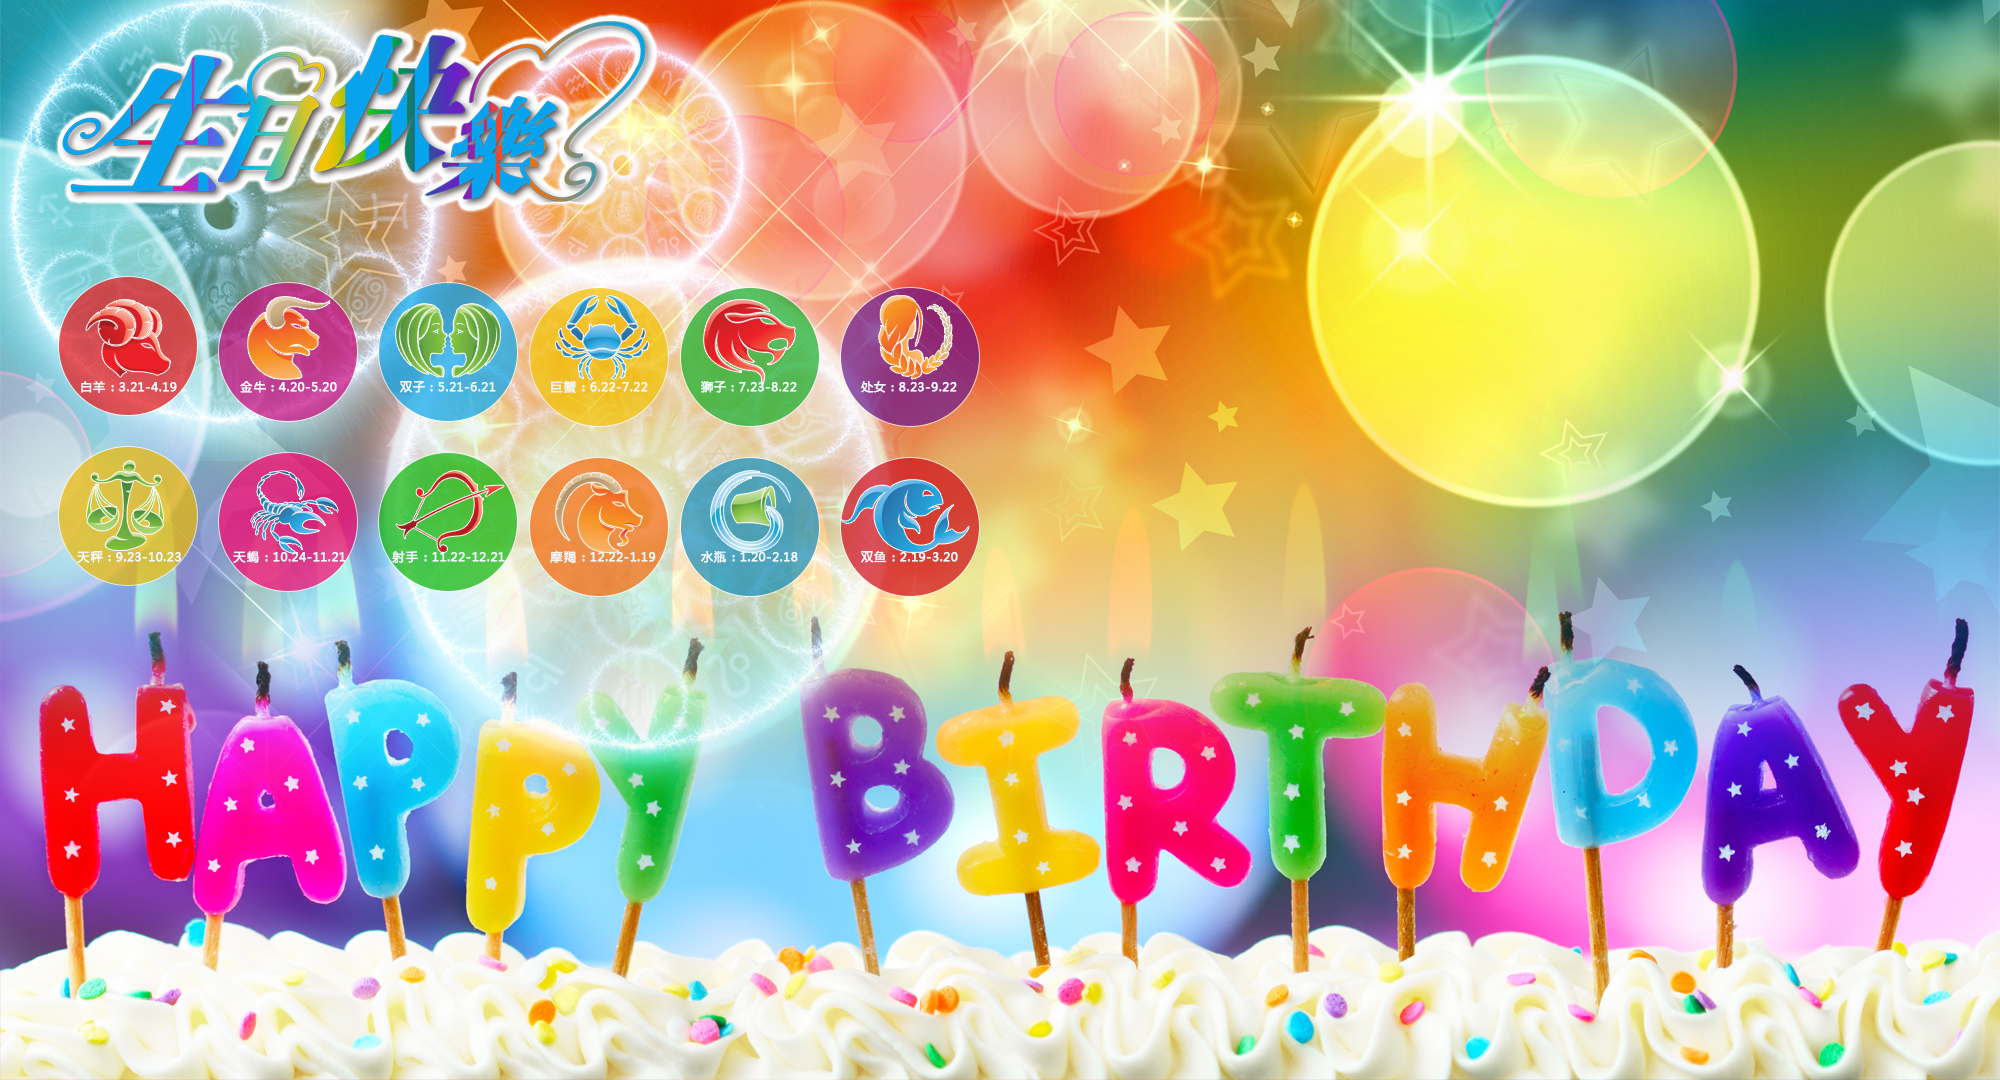 生日快樂
白羊：3.21-4.19
金牛：4.20-5.20
双子：5.21-6.21
巨蟹：6.22-7.22
狮子：7.23-8.22
处女：8.23-9.22
天秤：9.23-10.23
天蝎：10.24-11.21
射手：11.22-12.21
摩羯：12.22-1.19
水瓶：1.20-2.18
双鱼：2.19-3.20
HAPPY BIRTHDAY